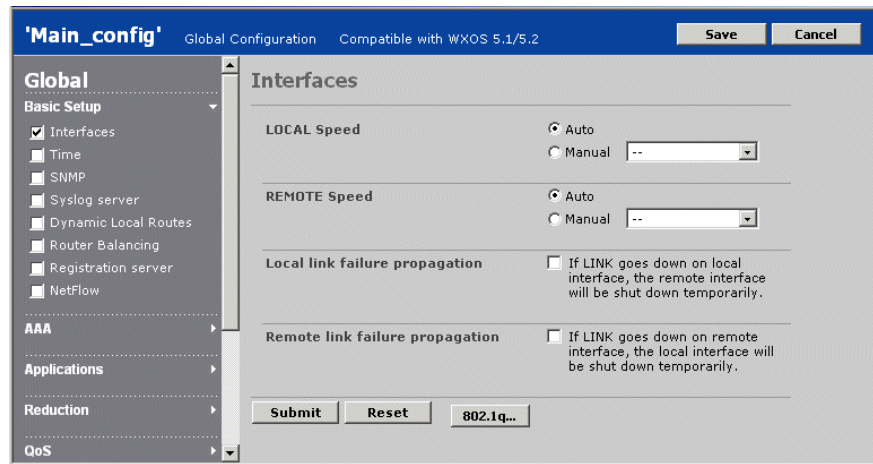 'Main_config' Global Configuration Compatible with WXOS 5.1/5.2 Save Cancel
Global
Basic Setup
Interfaces
Time
SNMP
Syslog server
Dynamic Local Routes
Router Balancing
Registration server
NetFlow
AAA
Applications
Reduction
QoS
Interfaces
LOCAL Speed
Auto
Manual --
REMOTE Speed
Auto
Manual --
Local link failure propagation
If LINK goes down on local
interface, the remote interface
will be shut down temporarily.
Remote link failure propagation
If LINK goes down on remote
interface, the local interface will
be shut down temporarily.
Submit Reset 802.1q...